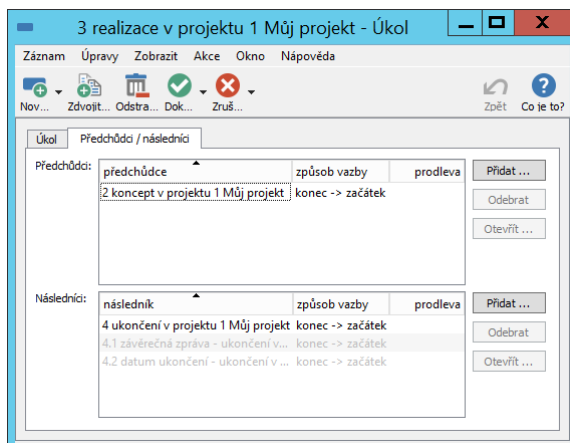 3 realizace v projektu 1 Můj projekt - Úkol
Záznam Úpravy Zobrazit Akce Okno Nápověda
Nov... Zdvojit... Odstra... Dok... Zruš... Zpět Co je to?
Úkol Předchůdci / následníci
Předchůdci:
předchůdce způsob vazby prodleva
2 koncept v projektu 1 Můj projekt konec -> začátek
Přidat ...
Odebrat
Otevřít ...
Následníci:
následník způsob vazby prodleva
4 ukončení v projektu 1 Můj projekt konec -> začátek
4.1 závěrečná zpráva - ukončení v... konec -> začátek
4.2 datum ukončení - ukončení v ... konec -> začátek
Přidat ...
Odebrat
Otevřít ...